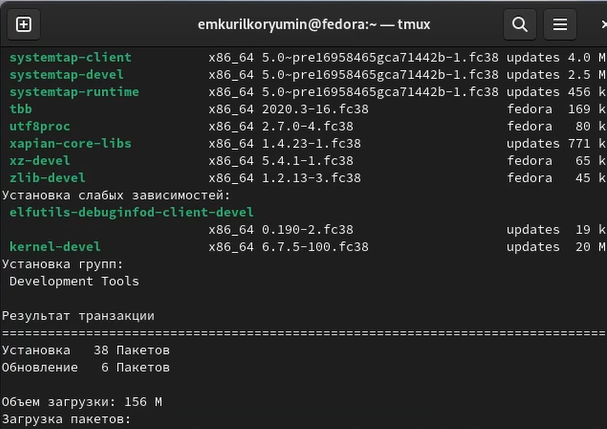 emkurilkoryumin@fedora:~ — tmux
systemtap-client x86_64 5.0~pre16958465gca71442b-1.fc38 updates 4.0 M
systemtap-devel x86_64 5.0~pre16958465gca71442b-1.fc38 updates 2.5 M
systemtap-runtime x86_64 5.0~pre16958465gca71442b-1.fc38 updates 456 k
tbb x86_64 2020.3-16.fc38 fedora 169 k
utf8proc x86_64 2.7.0-4.fc38 fedora 80 k
xapian-core-libs x86_64 1.4.23-1.fc38 updates 771 k
xz-devel x86_64 5.4.1-1.fc38 fedora 65 k
zlib-devel x86_64 1.2.13-3.fc38 fedora 45 k
Установка слабых зависимостей:
elfutils-debuginfod-client-devel
x86_64 0.190-2.fc38 updates 19 k
kernel-devel x86_64 6.7.5-100.fc38 updates 20 M
Установка групп:
Development Tools
Результат транзакции
================================================================================
Установка 38 Пакетов
Обновление 6 Пакетов
Объем загрузки: 156 M
Загрузка пакетов: